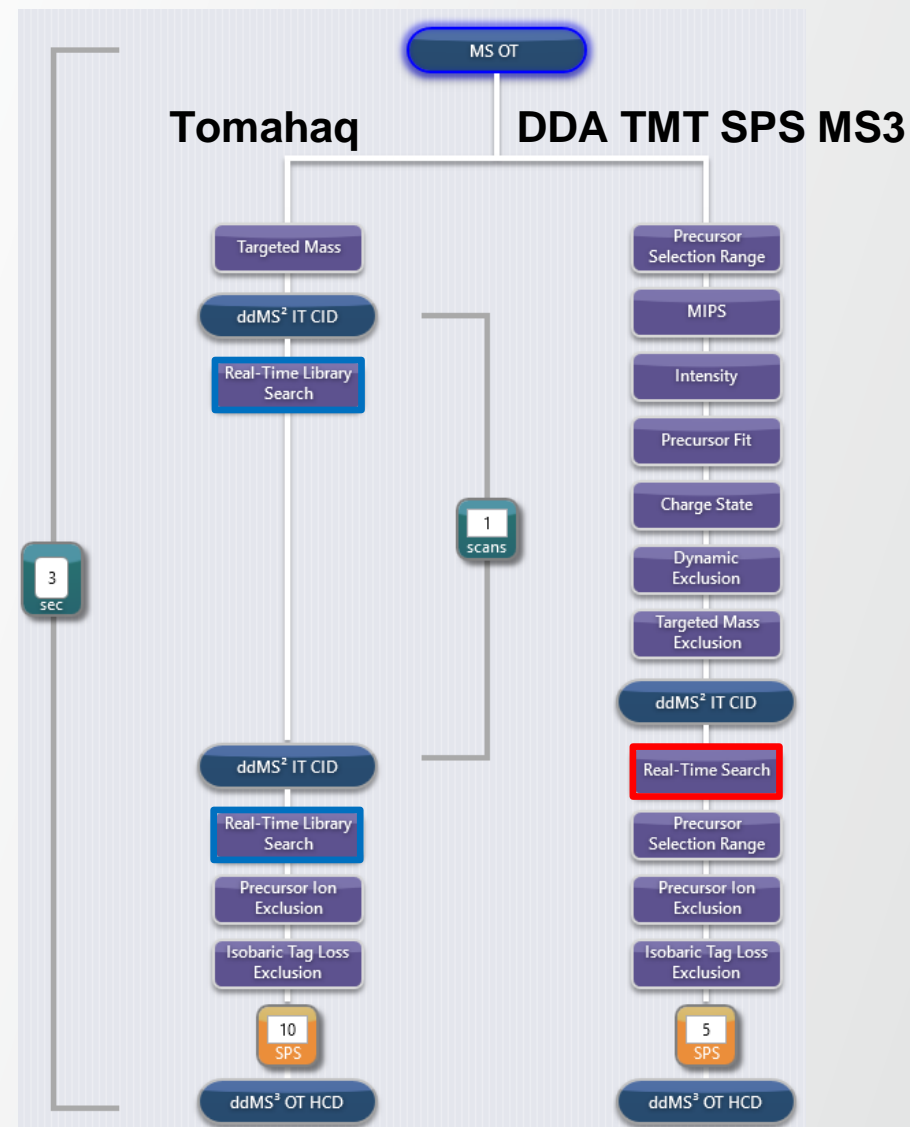 MS OT
Tomahaq
DDA TMT SPS MS3
Targeted Mass
ddMS² IT CID
Real-Time Library
Search
1
scans
3
sec
ddMS² IT CID
Real-Time Library
Search
Precursor Ion
Exclusion
Isobaric Tag Loss
Exclusion
10
SPS
ddMS³ OT HCD
Precursor
Selection Range
MIPS
Intensity
Precursor Fit
Charge State
Dynamic
Exclusion
Targeted Mass
Exclusion
ddMS² IT CID
Real-Time Search
Precursor
Selection Range
Precursor Ion
Exclusion
Isobaric Tag Loss
Exclusion
5
SPS
ddMS³ OT HCD